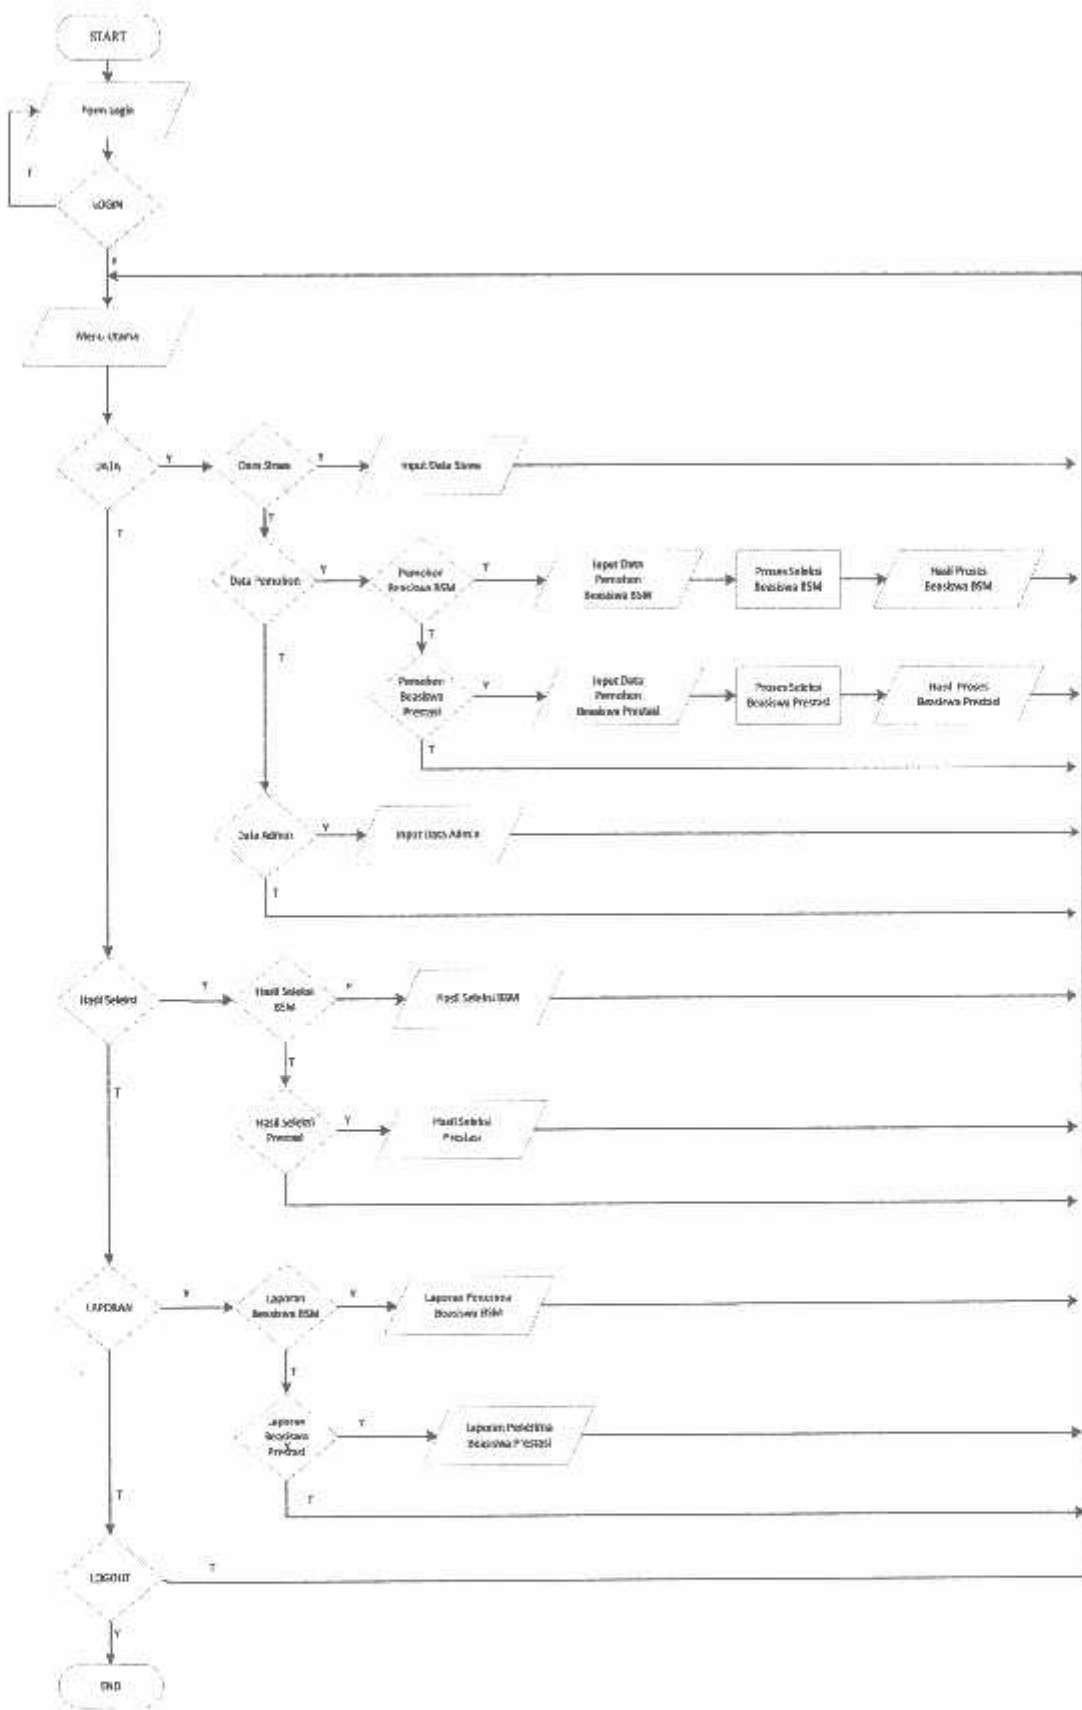 START
Form Login
T
LOGIN
Y
Menu Utama
DATA
Y
Data Siswa
Y
Input Data Siswa
T
T
Data Pemohon
Y
Pemohon
Beasiswa BSM
Y
Input Data
Pemohon
Beasiswa BSM
Proses Seleksi
Beasiswa BSM
Hasil Proses
Beasiswa BSM
T
T
Pemohon
Beasiswa
Prestasi
Y
Input Data
Pemohon
Beasiswa Prestasi
Proses Seleksi
Beasiswa Prestasi
Hasil Proses
Beasiswa Prestasi
T
Data Admin
Y
Input Data Admin
T
Hasil Seleksi
Y
Hasil Seleksi
BSM
Y
Hasil Seleksi BSM
T
T
Hasil Seleksi
Prestasi
Y
Hasil Seleksi
Prestasi
LAPORAN
Y
Laporan
Beasiswa BSM
Y
Laporan Penerima
Beasiswa BSM
T
Laporan
Beasiswa
Prestasi
Y
Y
Laporan Penerima
Beasiswa Prestasi
T
T
LOGOUT
T
Y
END